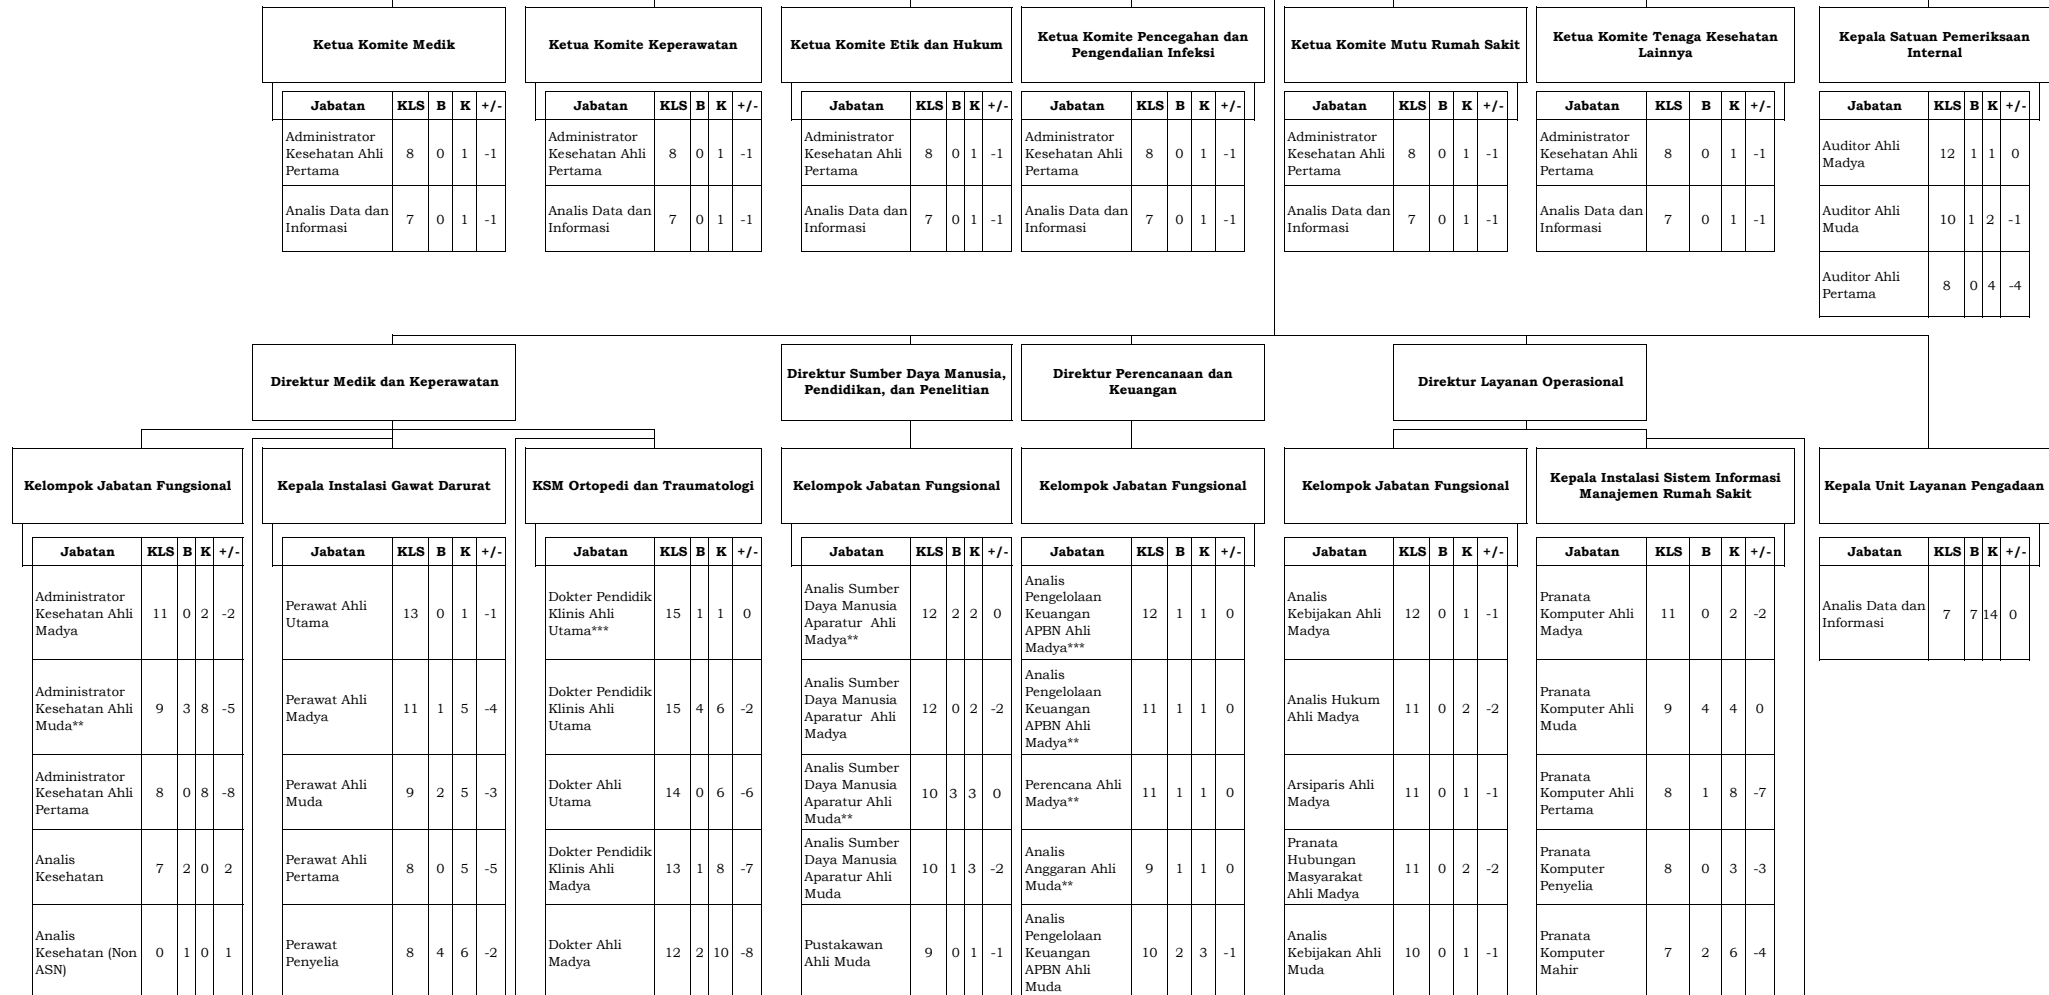 Ketua Komite Medik
Jabatan KLS B K +/-
Administrator
Kesehatan Ahli
Pertama
8 0 1 -1
Analis Data dan
Informasi
7 0 1 -1
Ketua Komite Keperawatan
Jabatan KLS B K +/-
Administrator
Kesehatan Ahli
Pertama
8 0 1 -1
Analis Data dan
Informasi
7 0 1 -1
Ketua Komite Etik dan Hukum
Jabatan KLS B K +/-
Administrator
Kesehatan Ahli
Pertama
8 0 1 -1
Analis Data dan
Informasi
7 0 1 -1
Ketua Komite Pencegahan dan
Pengendalian Infeksi
Jabatan KLS B K +/-
Administrator
Kesehatan Ahli
Pertama
8 0 1 -1
Analis Data dan
Informasi
7 0 1 -1
Ketua Komite Mutu Rumah Sakit
Jabatan KLS B K +/-
Administrator
Kesehatan Ahli
Pertama
8 0 1 -1
Analis Data dan
Informasi
7 0 1 -1
Ketua Komite Tenaga Kesehatan
Lainnya
Jabatan KLS B K +/-
Administrator
Kesehatan Ahli
Pertama
8 0 1 -1
Analis Data dan
Informasi
7 0 1 -1
Kepala Satuan Pemeriksaan
Internal
Jabatan KLS B K +/-
Auditor Ahli
Madya
12 1 1 0
Auditor Ahli
Muda
10 1 2 -1
Auditor Ahli
Pertama
8 0 4 -4
Direktur Medik dan Keperawatan
Direktur Sumber Daya Manusia,
Pendidikan, dan Penelitian
Direktur Perencanaan dan
Keuangan
Direktur Layanan Operasional
Kelompok Jabatan Fungsional
Jabatan KLS B K +/-
Administrator
Kesehatan Ahli
Madya
11 0 2 -2
Administrator
Kesehatan Ahli
Muda**
9 3 8 -5
Administrator
Kesehatan Ahli
Pertama
8 0 8 -8
Analis
Kesehatan
7 2 0 2
Analis
Kesehatan (Non
ASN)
0 1 0 1
Kepala Instalasi Gawat Darurat
Jabatan KLS B K +/-
Perawat Ahli
Utama
13 0 1 -1
Perawat Ahli
Madya
11 1 5 -4
Perawat Ahli
Muda
9 2 5 -3
Perawat Ahli
Pertama
8 0 5 -5
Perawat
Penyelia
8 4 6 -2
KSM Ortopedi dan Traumatologi
Jabatan KLS B K +/-
Dokter Pendidik
Klinis Ahli
Utama***
15 1 1 0
Dokter Pendidik
Klinis Ahli
Utama
15 4 6 -2
Dokter Ahli
Utama
14 0 6 -6
Dokter Pendidik
Klinis Ahli
Madya
13 1 8 -7
Dokter Ahli
Madya
12 2 10 -8
Kelompok Jabatan Fungsional
Jabatan KLS B K +/-
Analis Sumber
Daya Manusia
Aparatur  Ahli
Madya**
12 2 2 0
Analis Sumber
Daya Manusia
Aparatur  Ahli
Madya
12 0 2 -2
Analis Sumber
Daya Manusia
Aparatur Ahli
Muda**
10 3 3 0
Analis Sumber
Daya Manusia
Aparatur Ahli
Muda
10 1 3 -2
Pustakawan
Ahli Muda
9 0 1 -1
Kelompok Jabatan Fungsional
Jabatan KLS B K +/-
Analis
Pengelolaan
Keuangan
APBN Ahli
Madya***
12 1 1 0
Analis
Pengelolaan
Keuangan
APBN Ahli
Madya**
11 1 1 0
Perencana Ahli
Madya**
11 1 1 0
Analis
Anggaran Ahli
Muda**
9 1 1 0
Analis
Pengelolaan
Keuangan
APBN Ahli
Muda
10 2 3 -1
Kelompok Jabatan Fungsional
Jabatan KLS B K +/-
Analis
Kebijakan Ahli
Madya
12 0 1 -1
Analis Hukum
Ahli Madya
11 0 2 -2
Arsiparis Ahli
Madya
11 0 1 -1
Pranata
Hubungan
Masyarakat
Ahli Madya
11 0 2 -2
Analis
Kebijakan Ahli
Muda
10 0 1 -1
Kepala Instalasi Sistem Informasi
Manajemen Rumah Sakit
Jabatan KLS B K +/-
Pranata
Komputer Ahli
Madya
11 0 2 -2
Pranata
Komputer Ahli
Muda
9 4 4 0
Pranata
Komputer Ahli
Pertama
8 1 8 -7
Pranata
Komputer
Penyelia
8 0 3 -3
Pranata
Komputer
Mahir
7 2 6 -4
Kepala Unit Layanan Pengadaan
Jabatan KLS B K +/-
Analis Data dan
Informasi
7 7 14 0